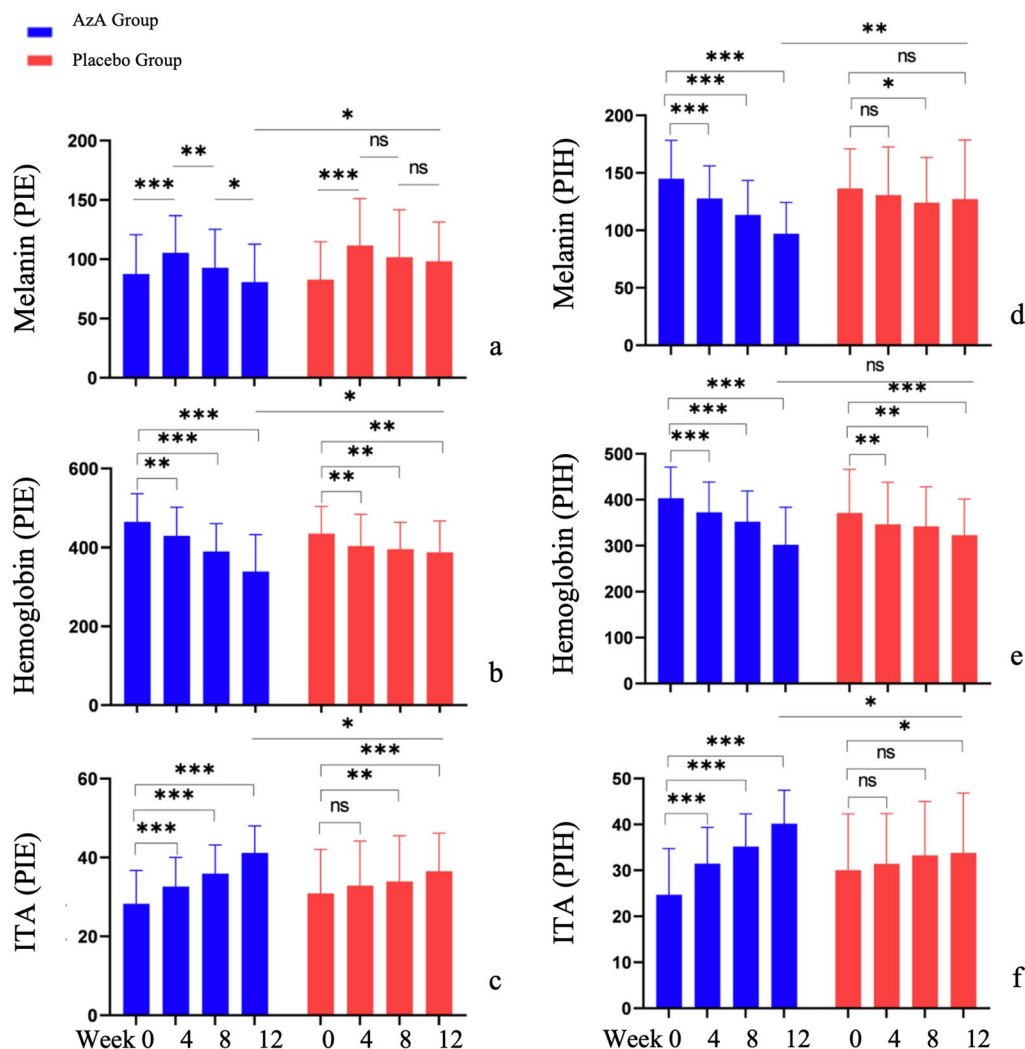 AzA Group
Placebo Group
*
200
150
100
50
0
Melanin (PIE)
***
**
*
***
ns
ns
a
**
***
***
***
ns
*
ns
200
150
100
50
0
Melanin (PIH)
d
*
***
***
**
**
**
**
600
400
200
0
Hemoglobin (PIE)
b
ns
***
***
***
***
**
**
500
400
300
200
100
0
Hemoglobin (PIH)
e
*
***
***
***
***
**
ns
60
40
20
0
ITA (PIE)
c
Week 0 4 8 12 0 4 8 12
*
***
***
***
*
ns
ns
50
40
30
20
10
0
ITA (PIH)
f
0 4 8 12 0 4 8 12